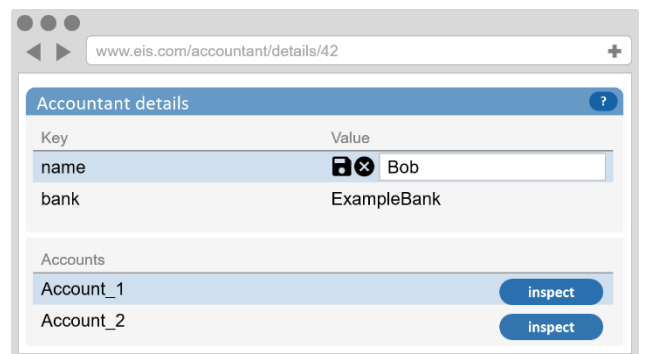 www.eis.com/accountant/details/42
Accountant details ?
Key Value
name Bob
bank ExampleBank
Accounts
Account_1 inspect
Account_2 inspect